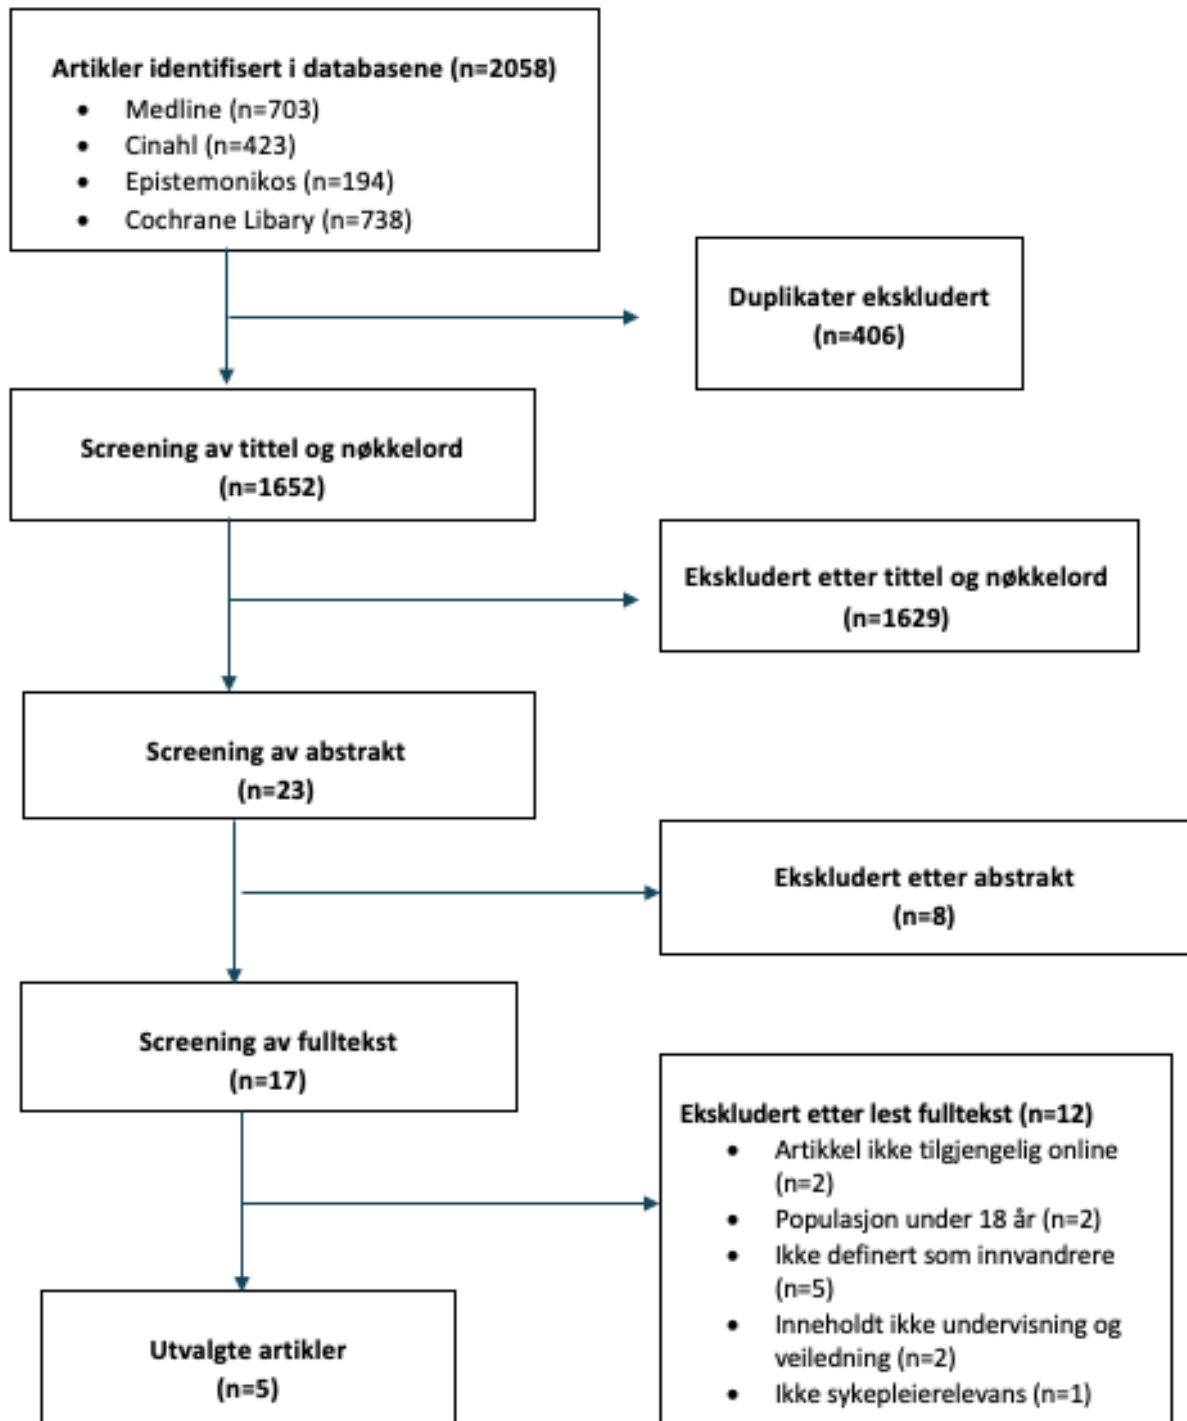 Artikler identifisert i databasene (n=2058)
• Medline (n=703)
• Cinahl (n=423)
• Epistemonikos (n=194)
• Cochrane Libary (n=738)
Duplikater ekskludert
(n=406)
Screening av tittel og nøkkelord
(n=1652)
Ekskludert etter tittel og nøkkelord
(n=1629)
Screening av abstrakt
(n=23)
Ekskludert etter abstrakt
(n=8)
Screening av fulltekst
(n=17)
Ekskludert etter lest fulltekst (n=12)
• Artikkel ikke tilgjengelig online
(n=2)
• Populasjon under 18 år (n=2)
• Ikke definert som innvandrere
(n=5)
• Inneholdt ikke undervisning og
veiledning (n=2)
• Ikke sykepleierelevans (n=1)
Utvalgte artikler
(n=5)